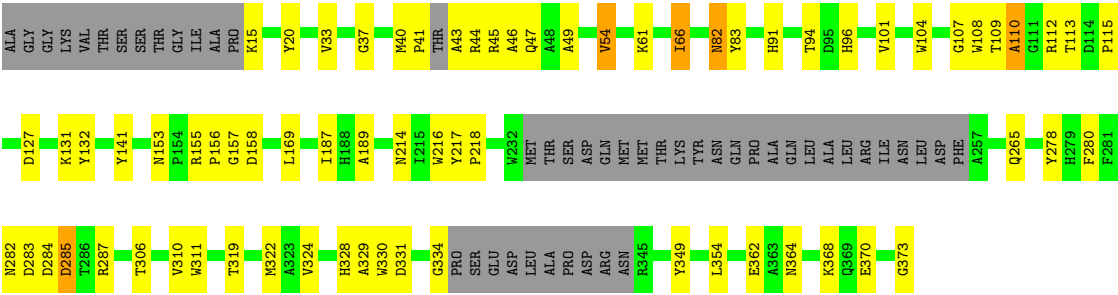 ALA GLY GLY LYS VAL THR SER SER THR GLY ILE ALA PRO K15 Y20 V33 G37 M40 P41 THR A43 R44 R45 A46 Q47 A48 A49 V54 K61 I66 N82 Y83 H91 T94 D95 H96 V101 W104 G107 W108 T109 A110 G111 R112 T113 D114 P115
D127 K131 Y132 Y141 N153 P154 R155 P156 G157 D158 L169 I187 H188 A189 N214 I215 W216 Y217 P218 W232 MET THR SER ASP GLN MET MET THR LYS TYR ASN GLN PRO ALA GLN LEU ALA LEU ARG ILE ASN LEU ASP PHE A257 Q265 Y278 H279 F280 F281
N282 D283 D284 D285 T286 R287 T306 V310 W311 T319 M322 A323 V324 H328 A329 W330 D331 G334 PRO SER GLU ASP LEU ALA PRO ASP ARG ASN R345 Y349 L354 E362 A363 N364 K368 Q369 E370 G373